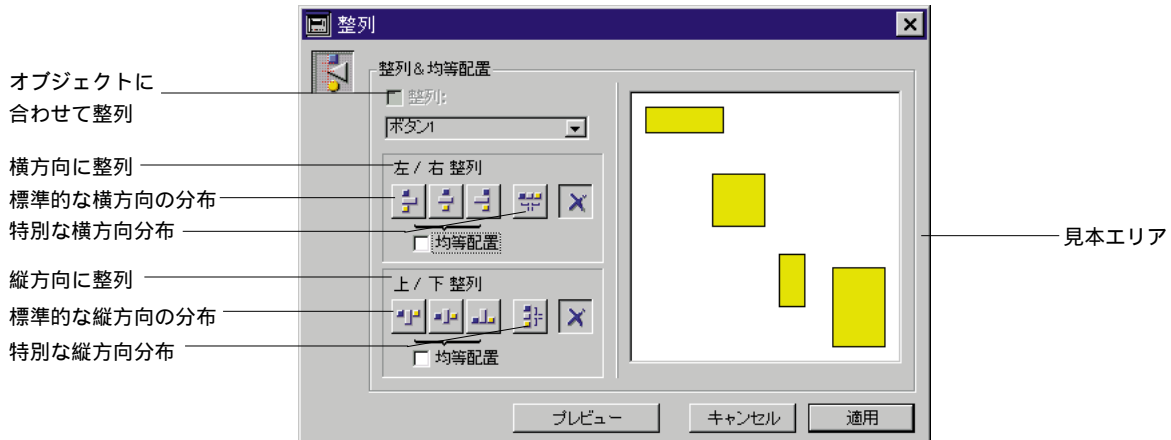 整列
整列&均等配置
オブジェクトに
合わせて整列
整列:
ボタン1
横方向に整列
左 / 右 整列
標準的な横方向の分布
特別な横方向分布
均等配置
見本エリア
縦方向に整列
上 / 下 整列
標準的な縦方向の分布
特別な縦方向分布
均等配置
プレビュー
キャンセル
適用